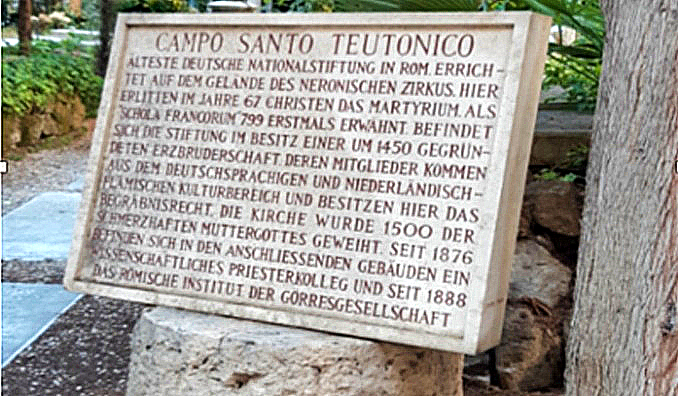 CAMPO SANTO TEUTONICO
ÄLTESTE DEUTSCHE NATIONALSTIFTUNG IN ROM. ERRICH-
TET AUF DEM GELÄNDE DES NERONISCHEN ZIRKUS. HIER
ERLITTEN IM JAHRE 67 CHRISTEN DAS MARTYRIUM. ALS
SCHOLA FRANCORUM 799 ERSTMALS ERWÄHNT. BEFINDET
SICH DIE STIFTUNG IM BESITZ EINER UM 1450 GEGRÜN-
DETEN ERZBRUDERSCHAFT. DEREN MITGLIEDER KOMMEN
AUS DEM DEUTSCHSPRACHIGEN UND NIEDERLÄNDISCH-
FLÄMISCHEN KULTURBEREICH UND BESITZEN HIER DAS
BEGRÄBNISRECHT. DIE KIRCHE WURDE 1500 DER
SCHMERZHAFTEN MUTTERGOTTES GEWEIHT. SEIT 1876
BEFINDEN SICH IN DEN ANSCHLIESSENDEN GEBÄUDEN EIN
WISSENSCHAFTLICHES PRIESTERKOLLEG UND SEIT 1888
DAS RÖMISCHE INSTITUT DER GÖRRESGESELLSCHAFT